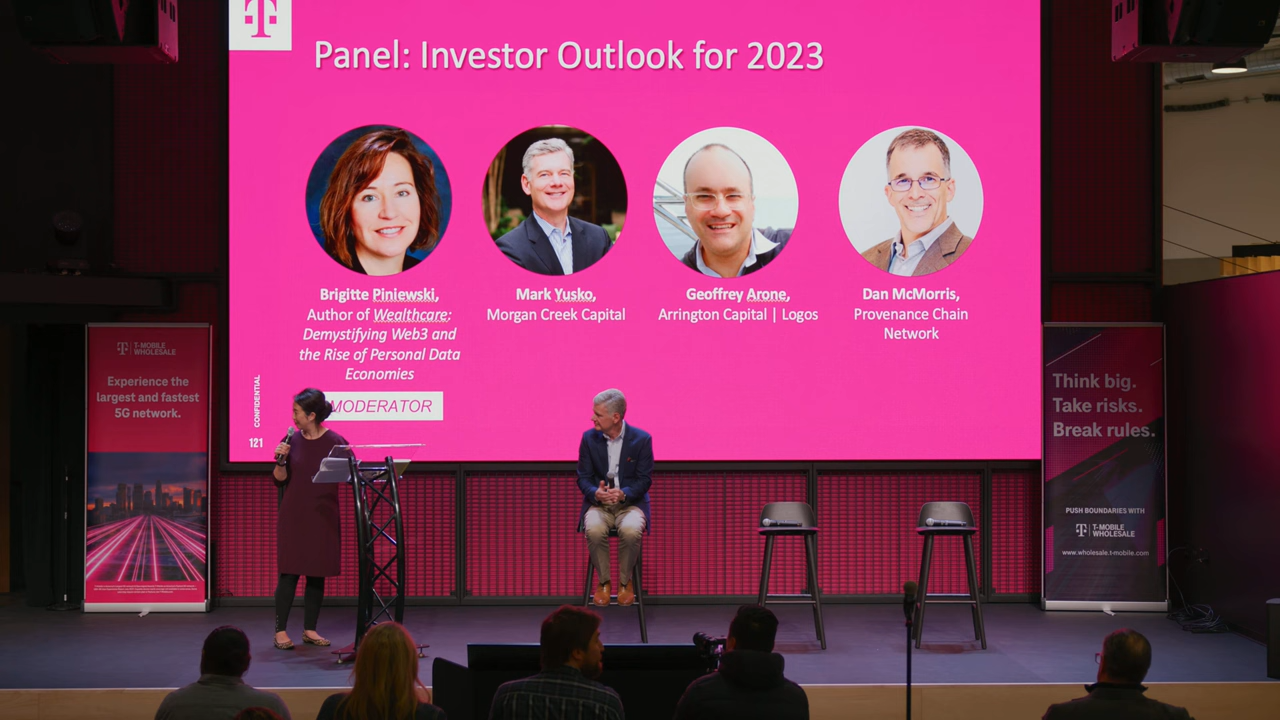 Panel: Investor Outlook for 2023
Brigitte Piniewski,
Author of Wealthcare:
Demystifying Web3 and
the Rise of Personal Data
Economies
MODERATOR
Mark Yusko,
Morgan Creek Capital
Geoffrey Arone,
Arrington Capital | Logos
Dan McMorris,
Provenance Chain
Network
CONFIDENTIAL
121
T T-MOBILE
WHOLESALE
Experience the
largest and fastest
5G network.
Think big.
Take risks.
Break rules.
PUSH BOUNDARIES WITH
T T-MOBILE
WHOLESALE
www.wholesale.t-mobile.com